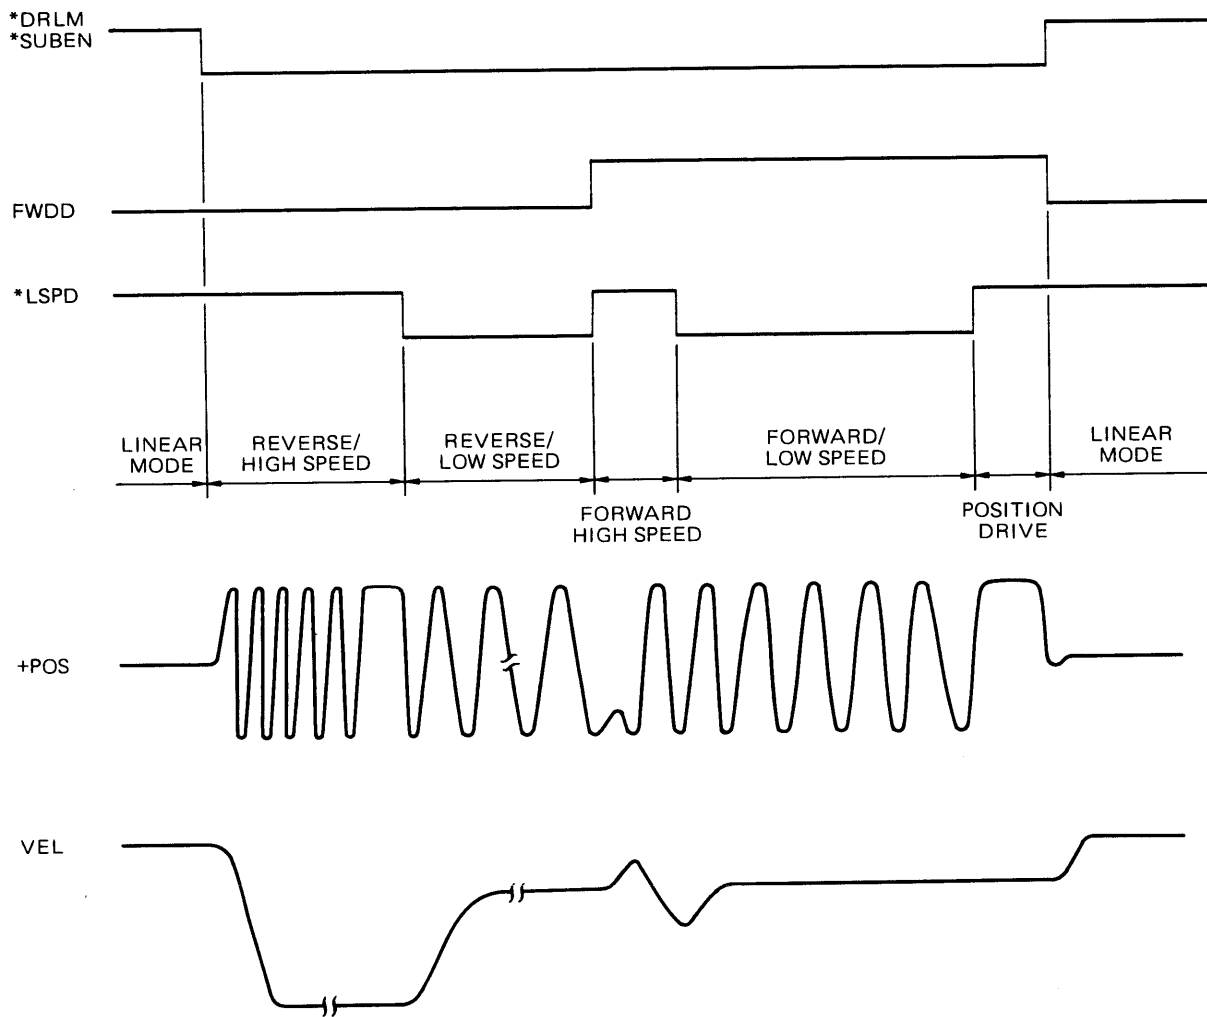 *DRLM
*SUBEN
FWDD
*LSPD
LINEAR
MODE
REVERSE/
HIGH SPEED
REVERSE/
LOW SPEED
FORWARD
HIGH SPEED
FORWARD/
LOW SPEED
POSITION
DRIVE
LINEAR
MODE
+POS
VEL